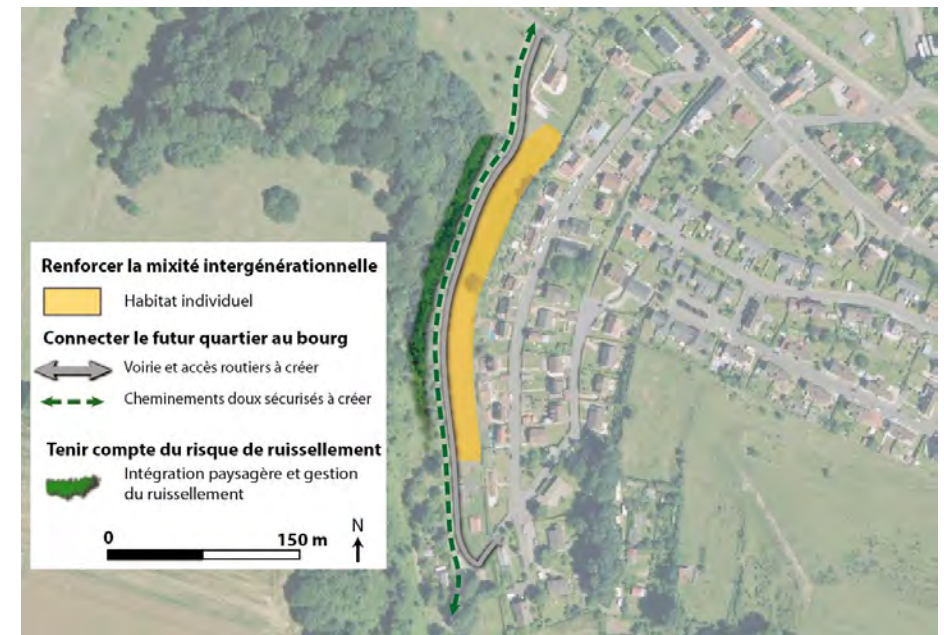 Renforcer la mixité intergénérationnelle
Habitat individuel
Connecter le futur quartier au bourg
Voirie et accès routiers à créer
Cheminements doux sécurisés à créer
Tenir compte du risque de ruissellement
Intégration paysagère et gestion
du ruissellement
0
150 m
N